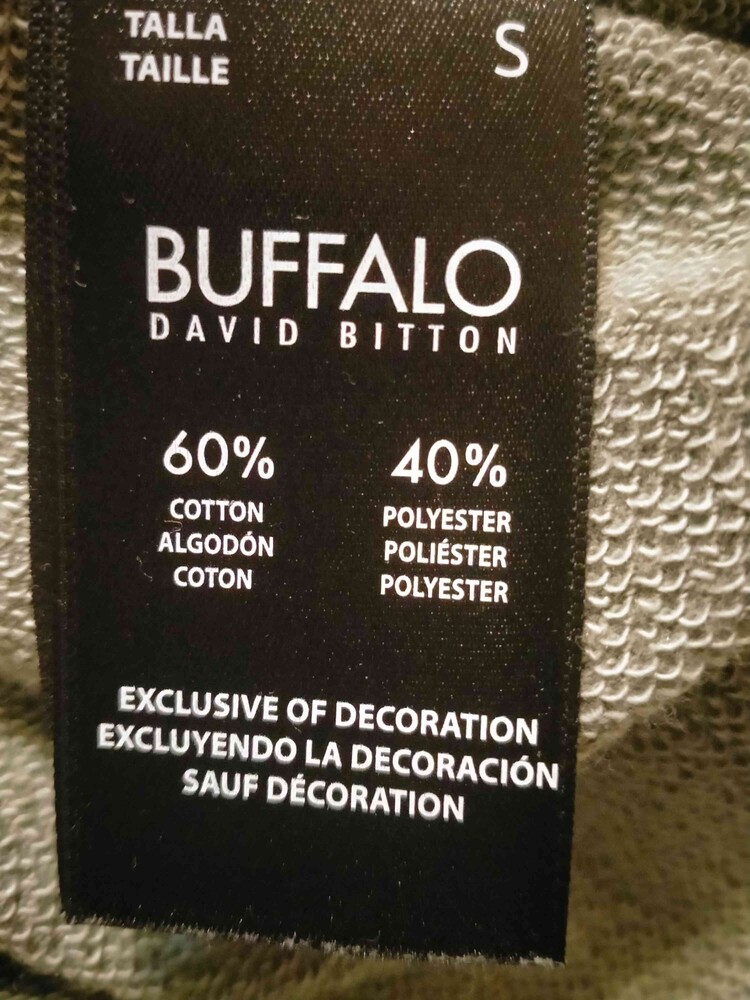 TALLA S
TAILLE
BUFFALO
DAVID BITTON
60% 40%
COTTON POLYESTER
ALGODÓN POLIÉSTER
COTON POLYESTER
EXCLUSIVE OF DECORATION
EXCLUYENDO LA DECORACIÓN
SAUF DÉCORATION